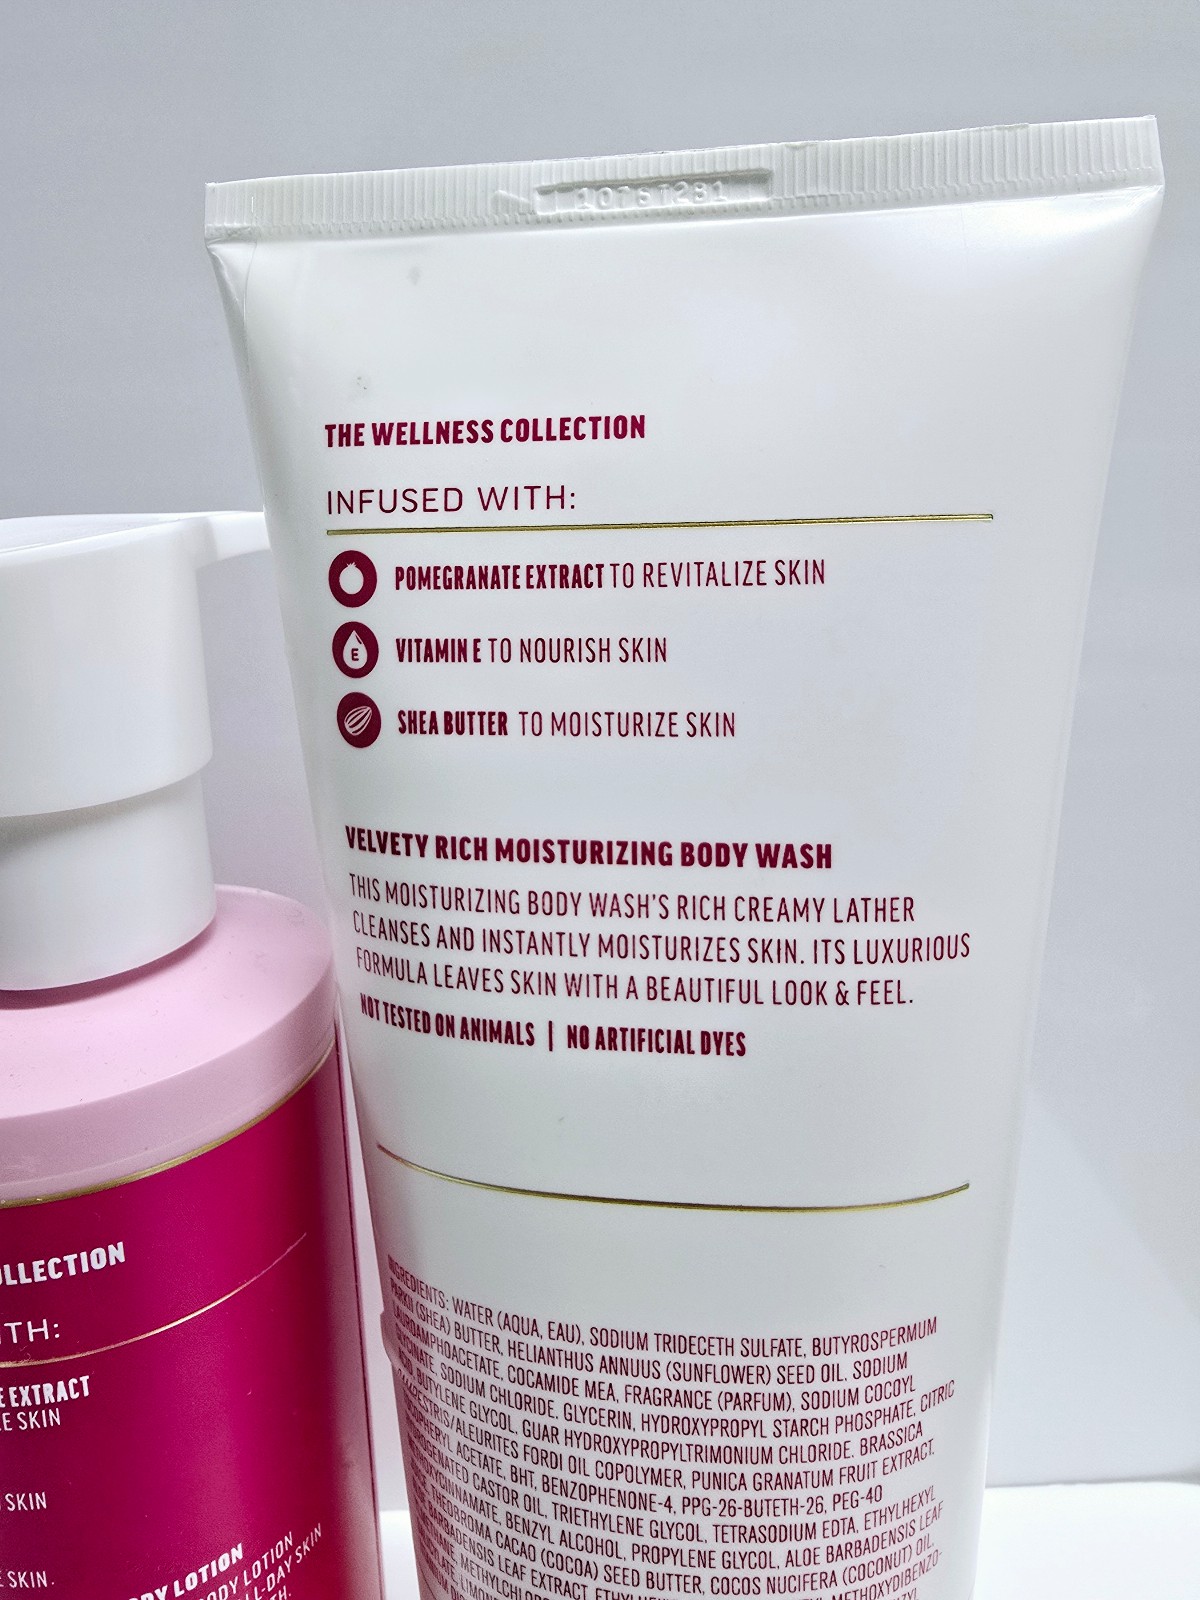 10761281
THE WELLNESS COLLECTION
INFUSED WITH:
POMEGRANATE EXTRACT TO REVITALIZE SKIN
E
VITAMIN E TO NOURISH SKIN
SHEA BUTTER TO MOISTURIZE SKIN
VELVETY RICH MOISTURIZING BODY WASH
THIS MOISTURIZING BODY WASH'S RICH CREAMY LATHER
CLEANSES AND INSTANTLY MOISTURIZES SKIN. ITS LUXURIOUS
FORMULA LEAVES SKIN WITH A BEAUTIFUL LOOK & FEEL.
NOT TESTED ON ANIMALS | NO ARTIFICIAL DYES
INGREDIENTS: WATER (AQUA, EAU), SODIUM TRIDECETH SULFATE, BUTYROSPERMUM
PARKII (SHEA) BUTTER, HELIANTHUS ANNUUS (SUNFLOWER) SEED OIL, SODIUM
LAUROAMPHOACETATE, COCAMIDE MEA, FRAGRANCE (PARFUM), SODIUM COCOYL
GLYCINATE, SODIUM CHLORIDE, GLYCERIN, HYDROXYPROPYL STARCH PHOSPHATE, CITRIC
ACID, BUTYLENE GLYCOL, GUAR HYDROXYPROPYLTRIMONIUM CHLORIDE, BRASSICA
CAMPESTRIS/ALEURITES FORDI OIL COPOLYMER, PUNICA GRANATUM FRUIT EXTRACT,
TOCOPHERYL ACETATE, BHT, BENZOPHENONE-4, PPG-26-BUTETH-26, PEG-40
HYDROGENATED CASTOR OIL, TRIETHYLENE GLYCOL, TETRASODIUM EDTA, ETHYLHEXYL
METHOXYCINNAMATE, BENZYL ALCOHOL, PROPYLENE GLYCOL, ALOE BARBADENSIS LEAF
THEOBROMA CACAO (COCOA) SEED BUTTER, COCOS NUCIFERA (COCONUT) OIL,
BARBADENSIS LEAF EXTRACT, METHOXYDIBENZO-
OLLECTION
ITH:
E EXTRACT
E SKIN
SKIN
E SKIN.
DY LOTION
BODY LOTION
ALL-DAY SKIN
TH.